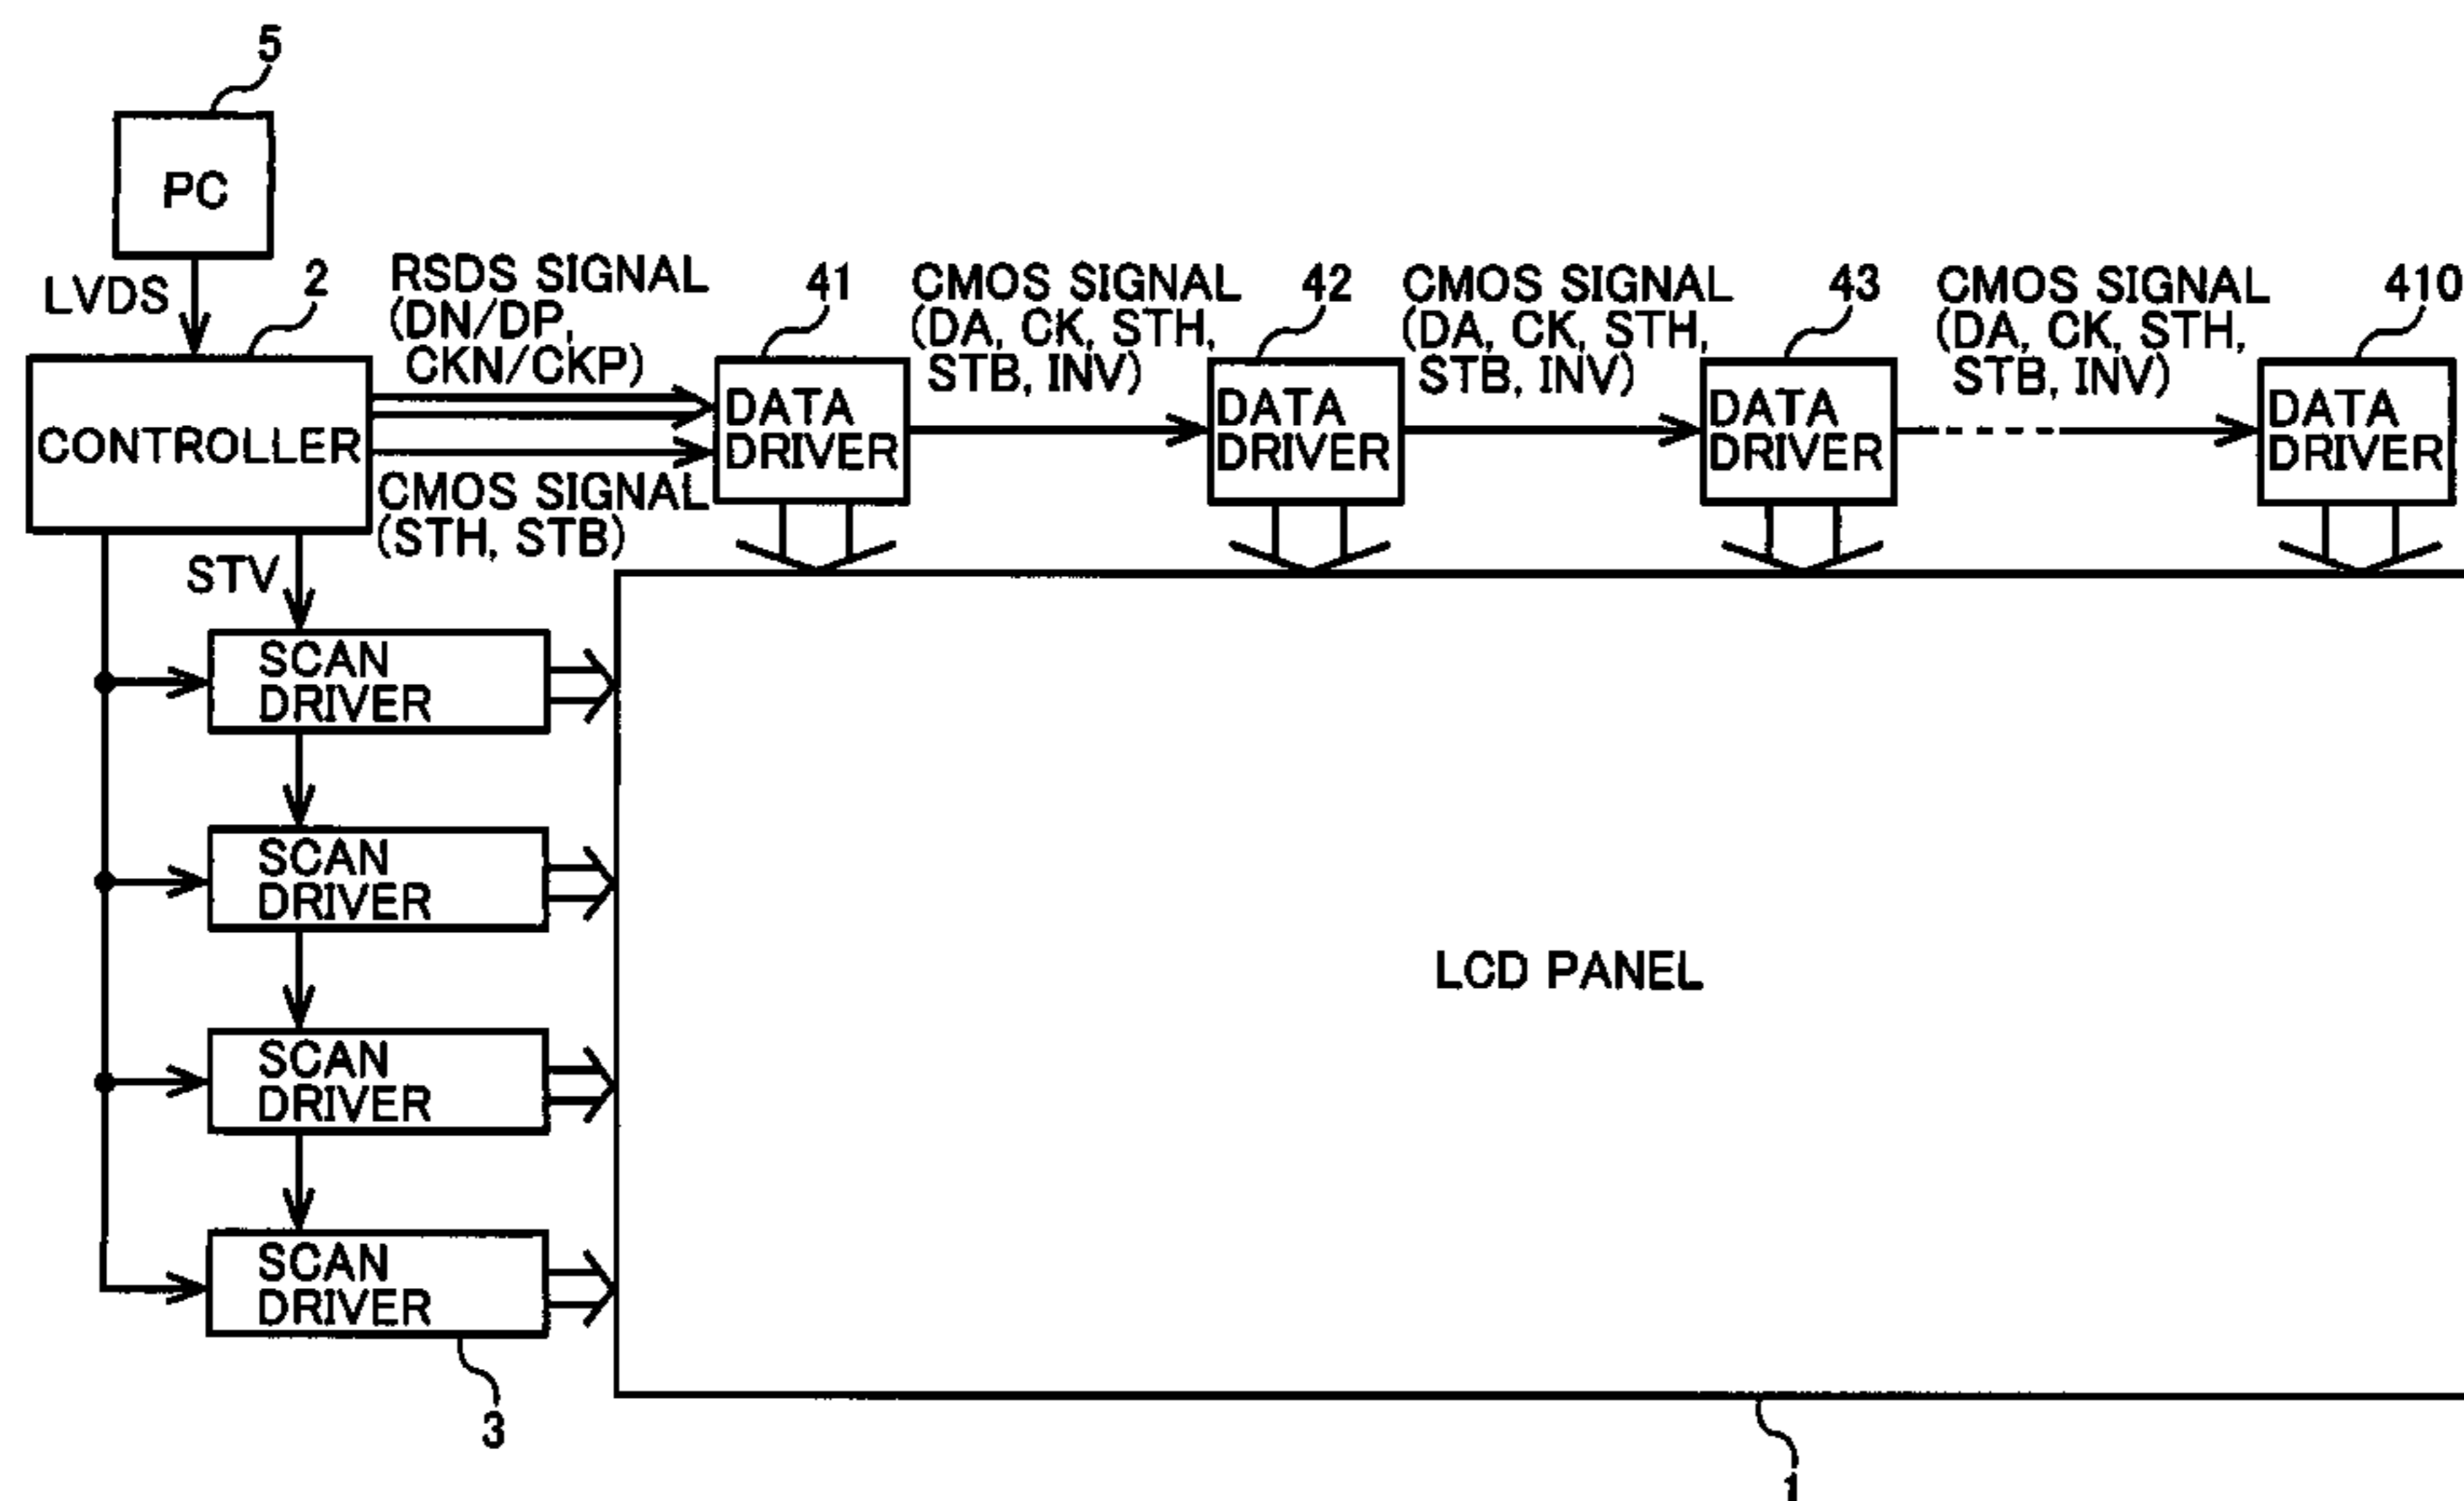 5
PC
LVDS
2
RSDS SIGNAL
(DN/DP,
CKN/CKP)
41
CMOS SIGNAL
(DA, CK, STH,
STB, INV)
42
CMOS SIGNAL
(DA, CK, STH,
STB, INV)
43
CMOS SIGNAL
(DA, CK, STH,
STB, INV)
410
CONTROLLER
DATA
DRIVER
DATA
DRIVER
DATA
DRIVER
DATA
DRIVER
CMOS SIGNAL
(STH, STB)
STV
SCAN
DRIVER
SCAN
DRIVER
SCAN
DRIVER
SCAN
DRIVER
LCD PANEL
3
1